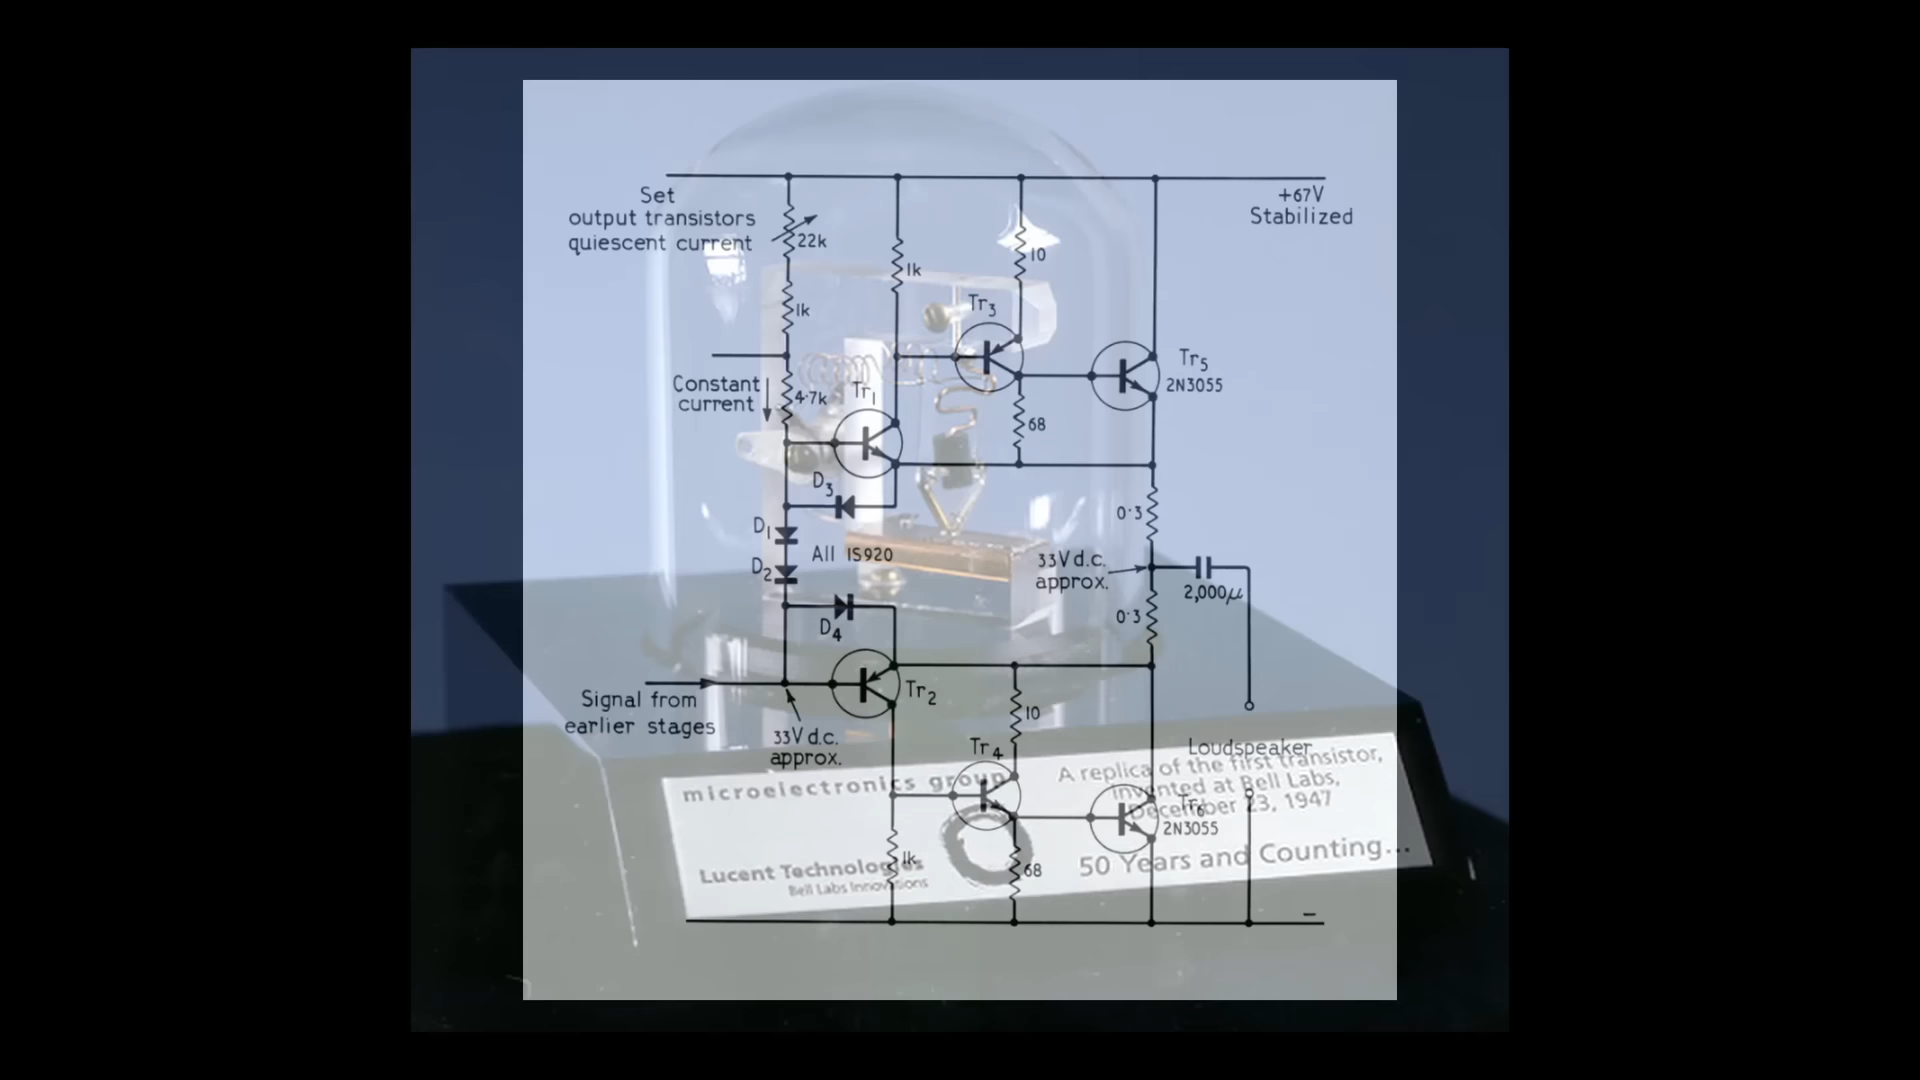 Set
output transistors
quiescent current
+67V
Stabilized
22k
10
1k
1k
Tr3
Tr5
2N3055
Constant
current
4·7k
Tr1
68
D3
0·3
D1
All 1S920
D2
33V d.c.
approx.
2,000µ
0·3
D4
Signal from
earlier stages
Tr2
10
33V d.c.
approx.
Tr4
Loudspeaker
microelectronics group
A replica of the first transistor,
invented at Bell Labs,
December 23, 1947
Tr6
2N3055
1k
68
Lucent Technologies
Bell Labs Innovations
50 Years and Counting...
−